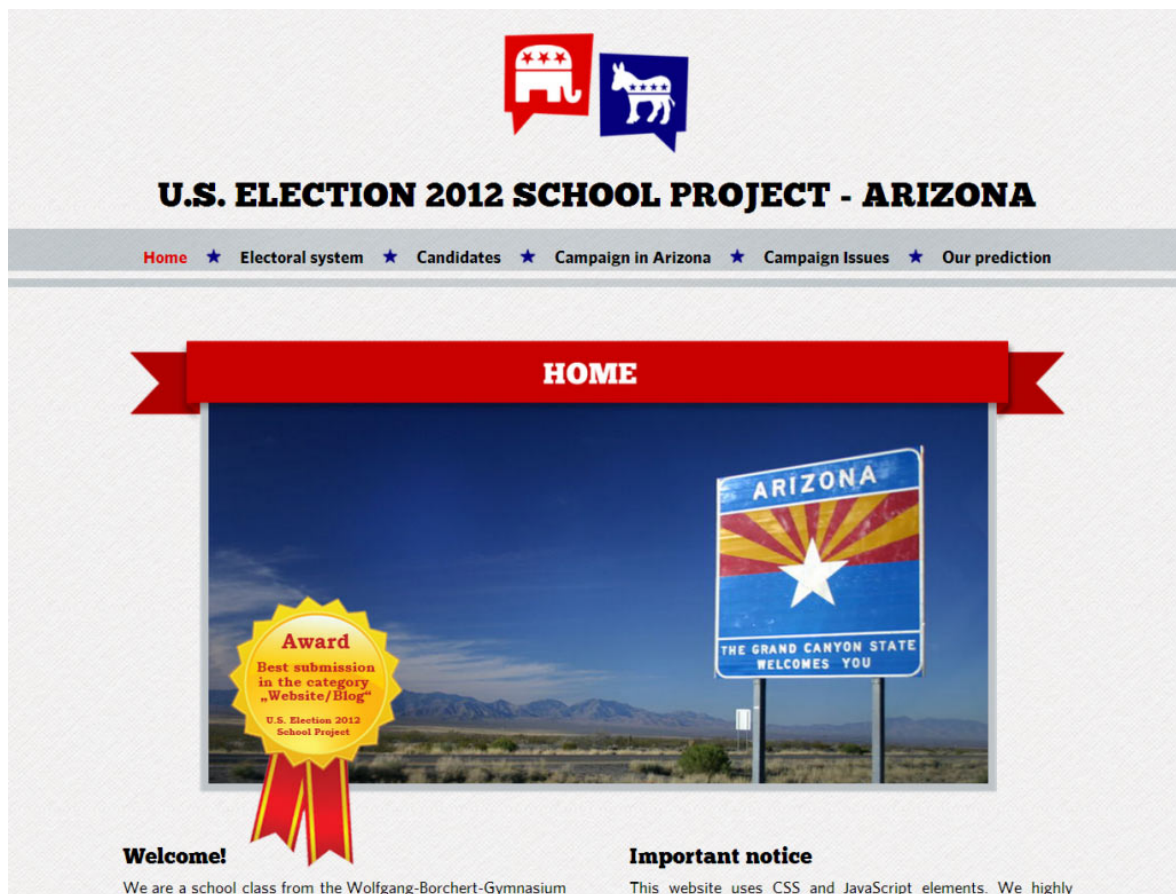 U.S. ELECTION 2012 SCHOOL PROJECT - ARIZONA
Home ★ Electoral system ★ Candidates ★ Campaign in Arizona ★ Campaign Issues ★ Our prediction
HOME
ARIZONA
THE GRAND CANYON STATE
WELCOMES YOU
Award
Best submission
in the category
„Website/Blog“
U.S. Election 2012
School Project
Welcome!
We are a school class from the Wolfgang-Borchert-Gymnasium
Important notice
This website uses CSS and JavaScript elements. We highly